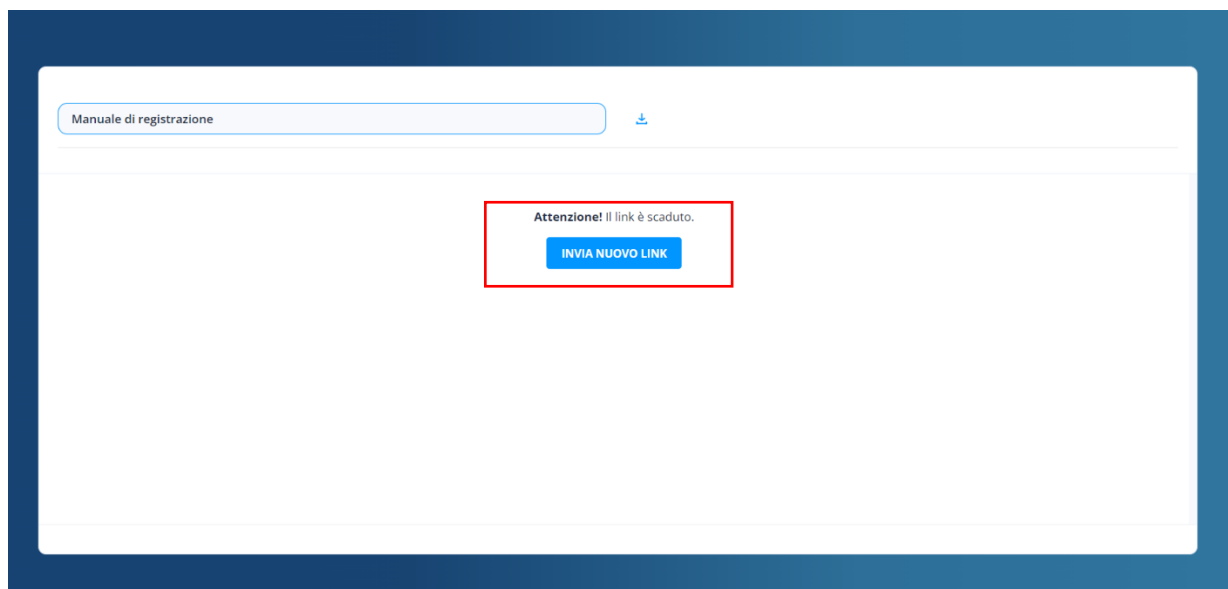 Manuale di registrazione
Attenzione! Il link è scaduto.
INVIA NUOVO LINK